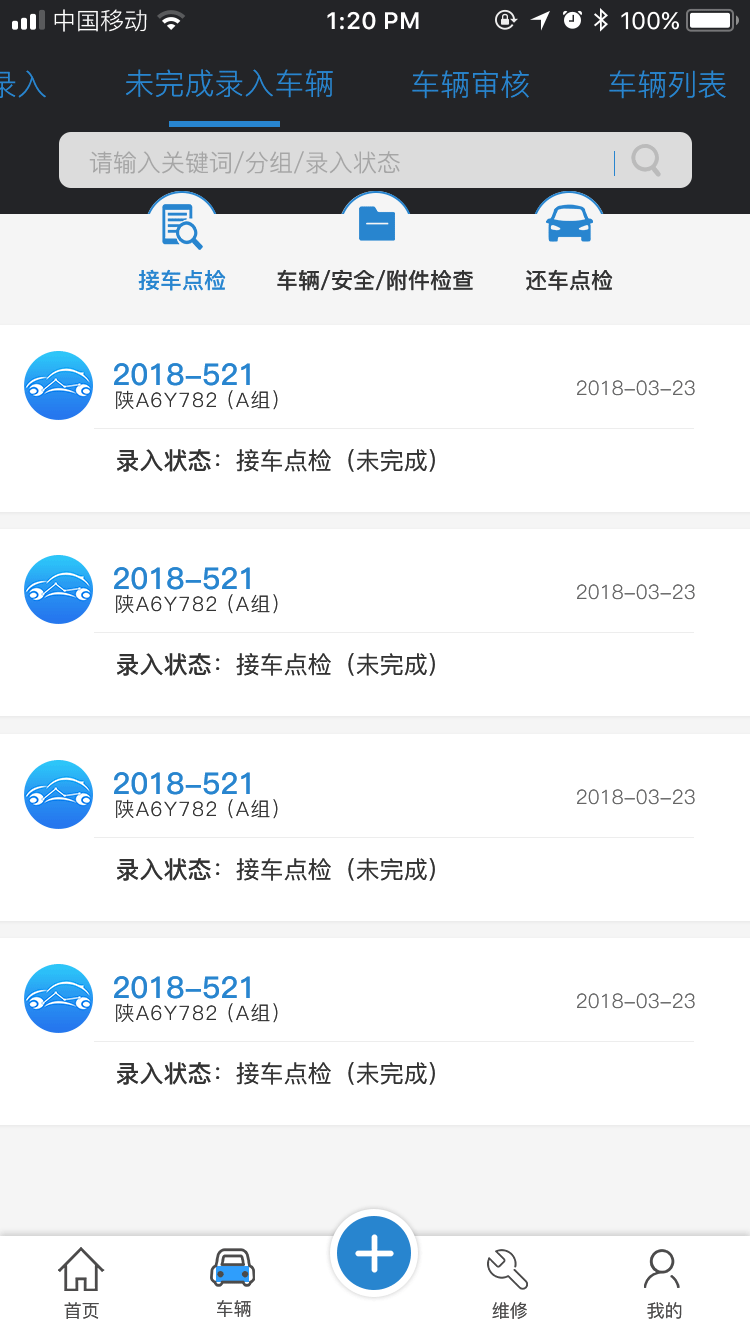 中国移动 1:20 PM 100%
录入 未完成录入车辆 车辆审核 车辆列表
请输入关键词/分组/录入状态
接车点检 车辆/安全/附件检查 还车点检
2018-521
陕A6Y782（A组） 2018-03-23
录入状态：接车点检（未完成）
2018-521
陕A6Y782（A组） 2018-03-23
录入状态：接车点检（未完成）
2018-521
陕A6Y782（A组） 2018-03-23
录入状态：接车点检（未完成）
2018-521
陕A6Y782（A组） 2018-03-23
录入状态：接车点检（未完成）
首页 车辆 维修 我的